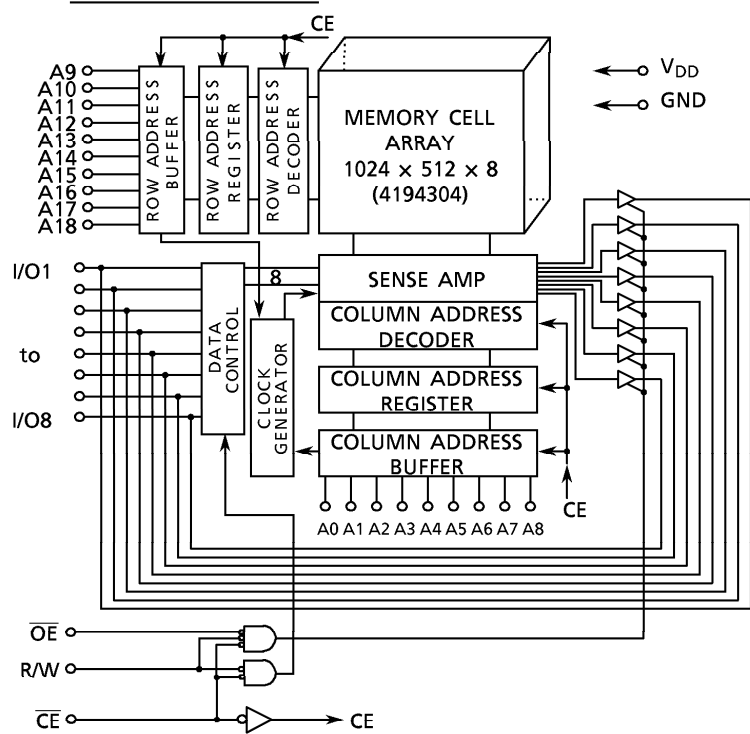 CE
A9
A10
A11
A12
A13
A14
A15
A16
A17
A18
ROW ADDRESS
BUFFER
ROW ADDRESS
REGISTER
ROW ADDRESS
DECODER
MEMORY CELL
ARRAY
1024 × 512 × 8
(4194304)
VDD
GND
I/O1
to
I/O8
DATA
CONTROL
8
CLOCK
GENERATOR
SENSE AMP
COLUMN ADDRESS
DECODER
COLUMN ADDRESS
REGISTER
COLUMN ADDRESS
BUFFER
CE
A0 A1 A2 A3 A4 A5 A6 A7 A8
OE
R/W
CE
CE